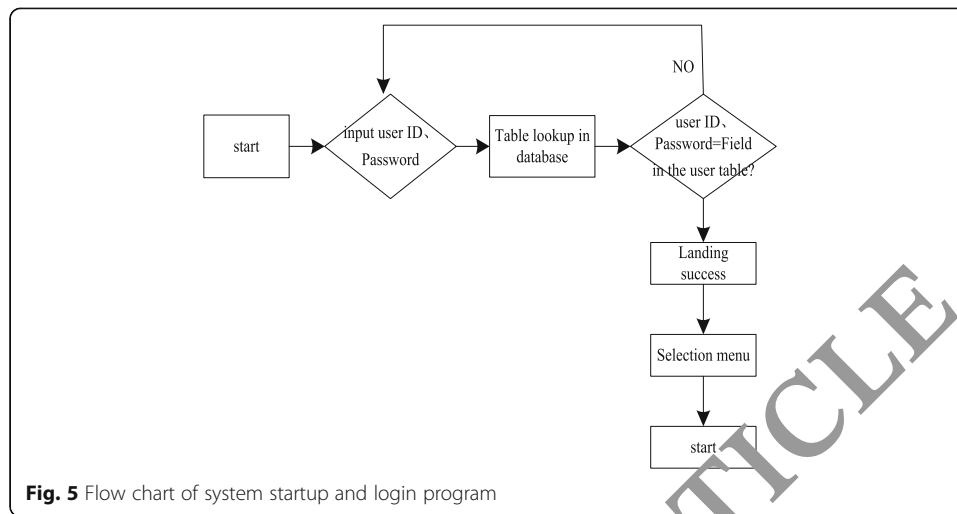 NO
start
input user ID、
Password
Table lookup in
database
user ID、
Password=Field
in the user table?
Landing
success
Selection menu
start
TICLE
Fig. 5 Flow chart of system startup and login program